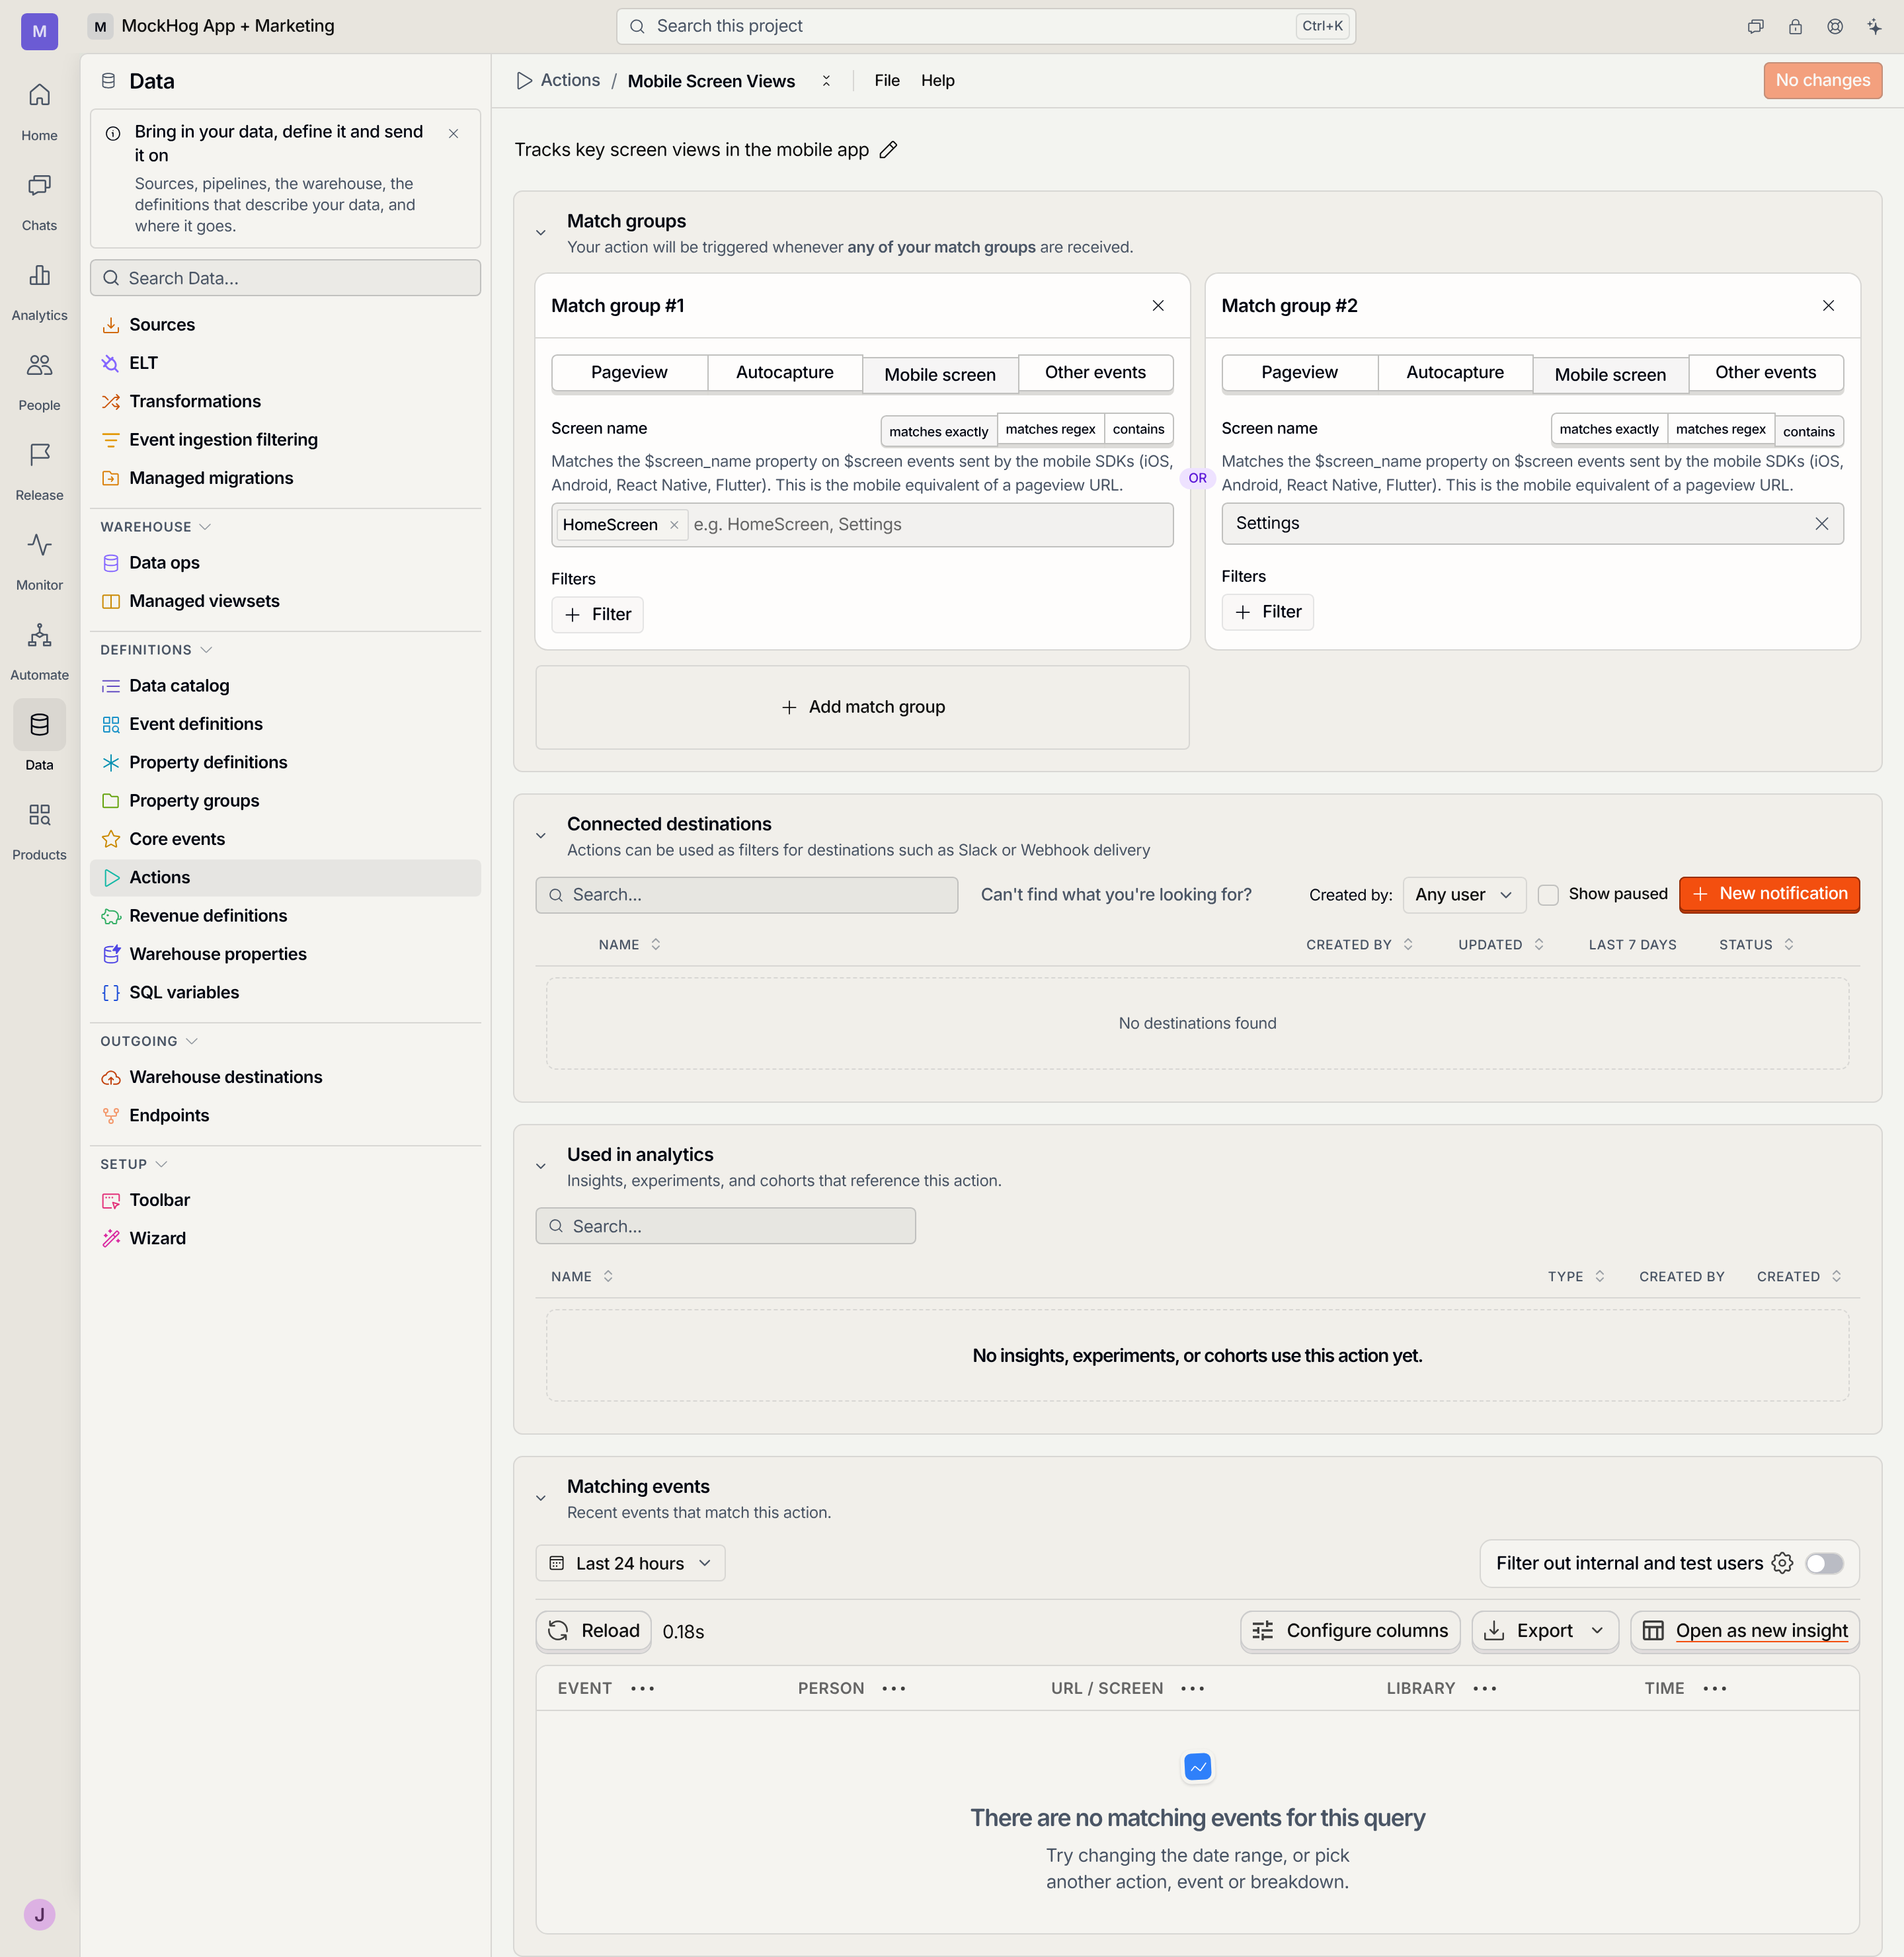 M
M MockHog App + Marketing
Search this project
Ctrl+K
Home
Chats
Analytics
People
Release
Monitor
Automate
Data
Products
J
Data
Bring in your data, define it and send
it on
Sources, pipelines, the warehouse, the
definitions that describe your data, and
where it goes.
Search Data...
Sources
ELT
Transformations
Event ingestion filtering
Managed migrations
WAREHOUSE
Data ops
Managed viewsets
DEFINITIONS
Data catalog
Event definitions
Property definitions
Property groups
Core events
Actions
Revenue definitions
Warehouse properties
SQL variables
OUTGOING
Warehouse destinations
Endpoints
SETUP
Toolbar
Wizard
Actions / Mobile Screen Views
File Help
No changes
Tracks key screen views in the mobile app
Match groups
Your action will be triggered whenever any of your match groups are received.
Match group #1
Pageview Autocapture Mobile screen Other events
Screen name
matches exactly matches regex contains
Matches the $screen_name property on $screen events sent by the mobile SDKs (iOS,
Android, React Native, Flutter). This is the mobile equivalent of a pageview URL.
HomeScreen e.g. HomeScreen, Settings
Filters
Filter
OR
Match group #2
Pageview Autocapture Mobile screen Other events
Screen name
matches exactly matches regex contains
Matches the $screen_name property on $screen events sent by the mobile SDKs (iOS,
Android, React Native, Flutter). This is the mobile equivalent of a pageview URL.
Settings
Filters
Filter
Add match group
Connected destinations
Actions can be used as filters for destinations such as Slack or Webhook delivery
Search...
Can't find what you're looking for?
Created by: Any user
Show paused
New notification
NAME CREATED BY UPDATED LAST 7 DAYS STATUS
No destinations found
Used in analytics
Insights, experiments, and cohorts that reference this action.
Search...
NAME TYPE CREATED BY CREATED
No insights, experiments, or cohorts use this action yet.
Matching events
Recent events that match this action.
Last 24 hours
Filter out internal and test users
Reload 0.18s
Configure columns
Export
Open as new insight
EVENT PERSON URL / SCREEN LIBRARY TIME
There are no matching events for this query
Try changing the date range, or pick
another action, event or breakdown.